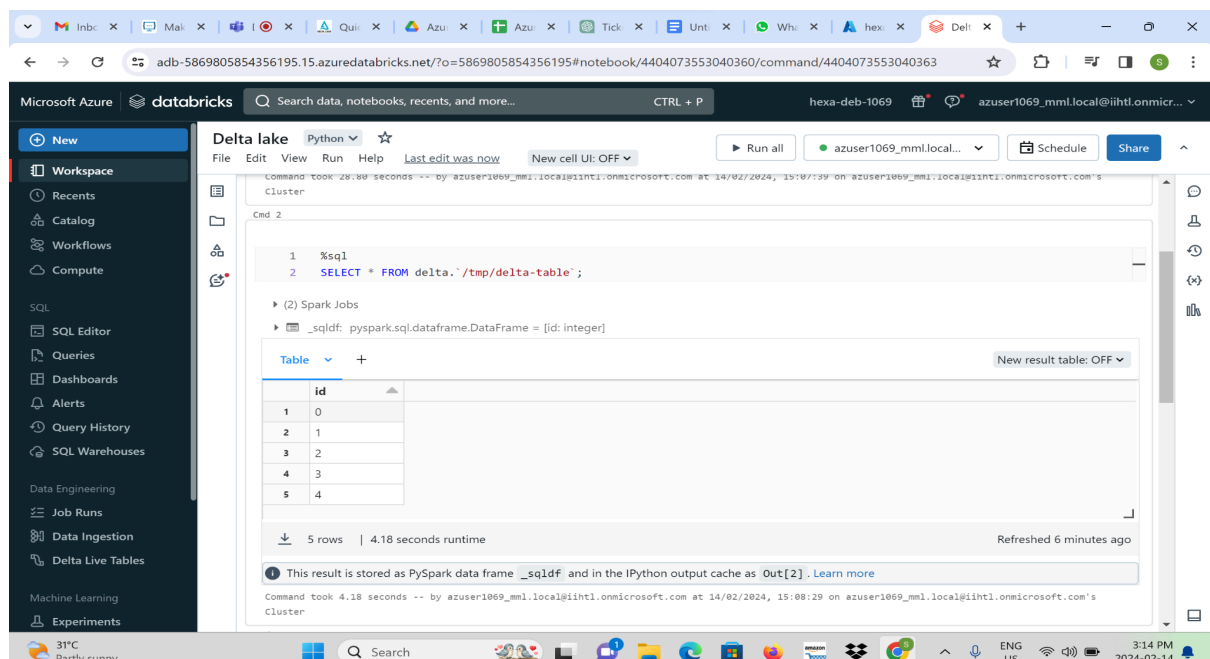 Inbc Mak Quic Azu Azu Tick Unti Wha hexa Delt
adb-5869805854356195.15.azuredatabricks.net/?o=5869805854356195#notebook/4404073553040360/command/4404073553040363
S
Microsoft Azure databricks Search data, notebooks, recents, and more... CTRL + P hexa-deb-1069 azuser1069_mml.local@iihtl.onmicr...
New
Workspace
Recents
Catalog
Workflows
Compute
SQL
SQL Editor
Queries
Dashboards
Alerts
Query History
SQL Warehouses
Data Engineering
Job Runs
Data Ingestion
Delta Live Tables
Machine Learning
Experiments
Delta lake Python
File Edit View Run Help Last edit was now New cell UI: OFF
Run all azuser1069_mml.local... Schedule Share
Command took 28.80 seconds -- by azuser1069_mml.local@iihtl.onmicrosoft.com at 14/02/2024, 15:07:39 on azuser1069_mml.local@iihtl.onmicrosoft.com's
Cluster
Cmd 2
1 %sql
2 SELECT * FROM delta.`/tmp/delta-table`;
(2) Spark Jobs
_sqldf: pyspark.sql.dataframe.DataFrame = [id: integer]
Table + New result table: OFF
id
1 0
2 1
3 2
4 3
5 4
5 rows | 4.18 seconds runtime Refreshed 6 minutes ago
This result is stored as PySpark data frame _sqldf and in the IPython output cache as Out[2]. Learn more
Command took 4.18 seconds -- by azuser1069_mml.local@iihtl.onmicrosoft.com at 14/02/2024, 15:08:29 on azuser1069_mml.local@iihtl.onmicrosoft.com's
Cluster
31°C
Partly sunny
Search
ENG
US
3:14 PM
2024-02-14